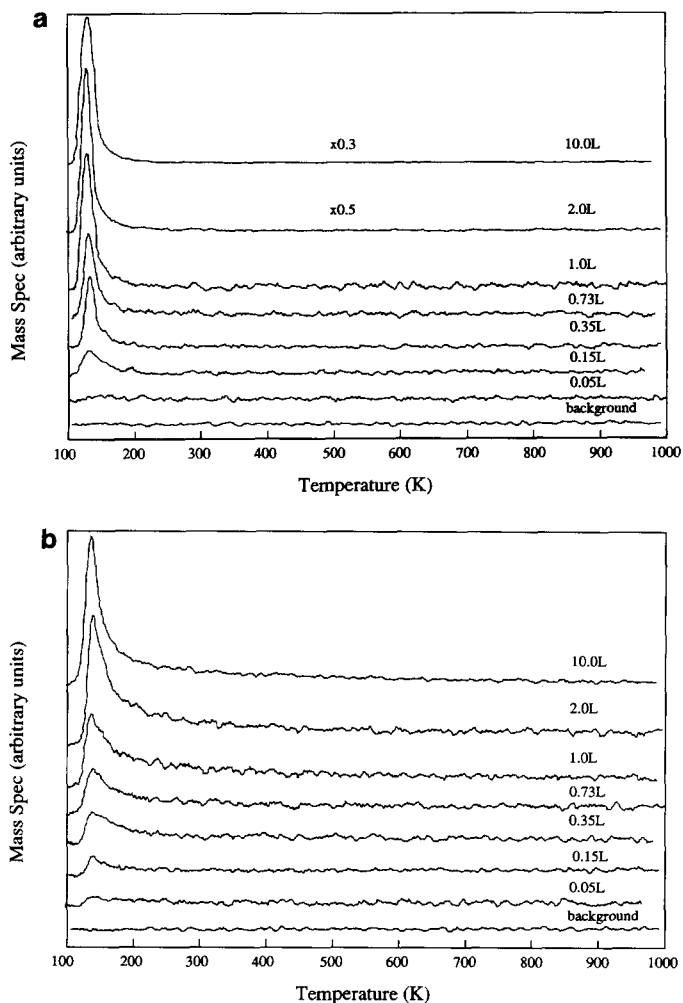 a
Mass Spec (arbitrary units)
x0.3 10.0L
x0.5 2.0L
1.0L
0.73L
0.35L
0.15L
0.05L
background
100 200 300 400 500 600 700 800 900 1000
Temperature (K)
b
Mass Spec (arbitrary units)
10.0L
2.0L
1.0L
0.73L
0.35L
0.15L
0.05L
background
100 200 300 400 500 600 700 800 900 1000
Temperature (K)